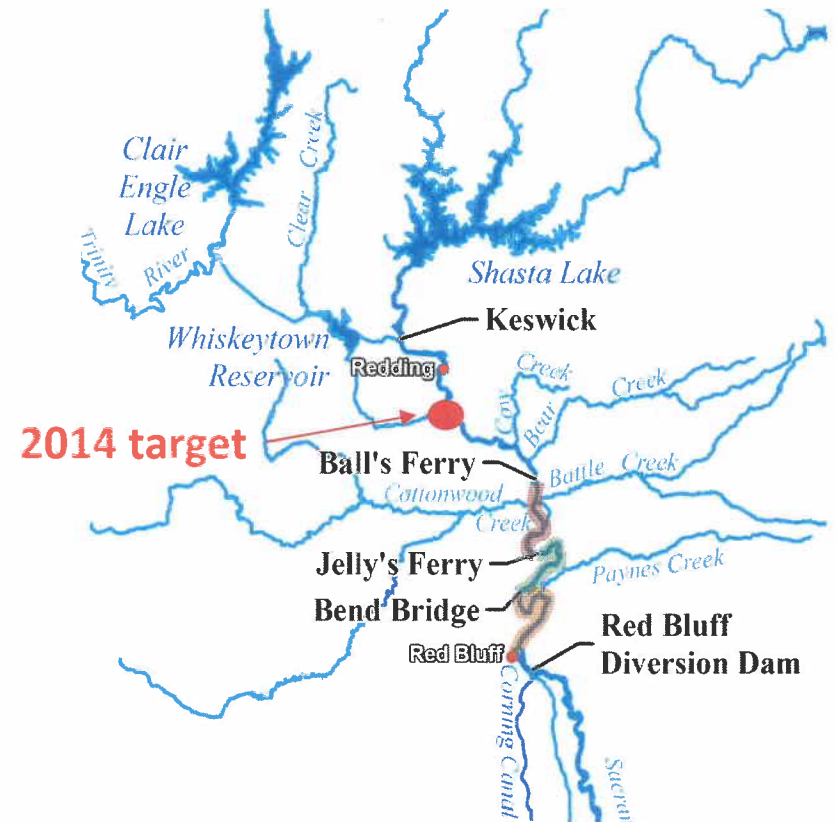 Clair
Engle
Lake
Clear Creek
Trinity River
Shasta Lake
Keswick
Whiskeytown
Reservoir
Redding
Creek
Creek
Cow
Bear
2014 target
Ball's Ferry
Battle Creek
Cottonwood
Creek
Jelly's Ferry
Paynes Creek
Bend Bridge
Red Bluff
Diversion Dam
Red Bluff
Corning Canal
Sacra